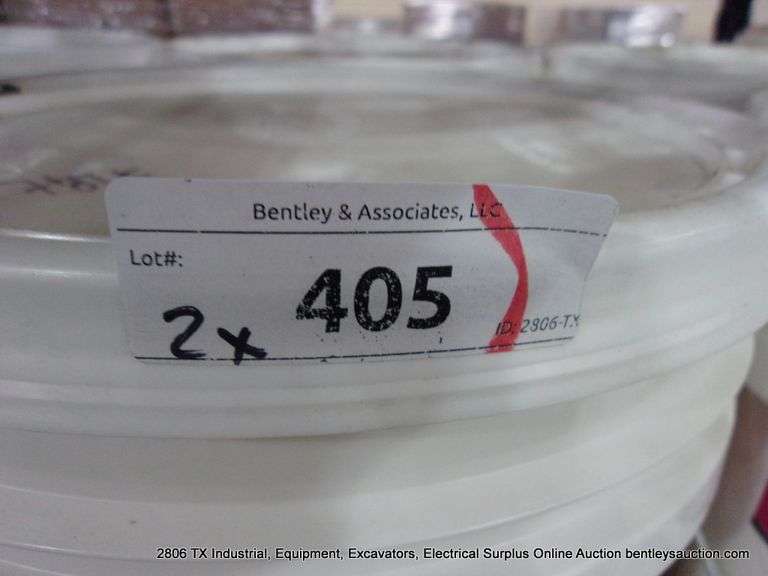 Bentley & Associates, LLC
Lot#:
405
2x
ID: 2806-TX
2806 TX Industrial, Equipment, Excavators, Electrical Surplus Online Auction bentleysauction.com